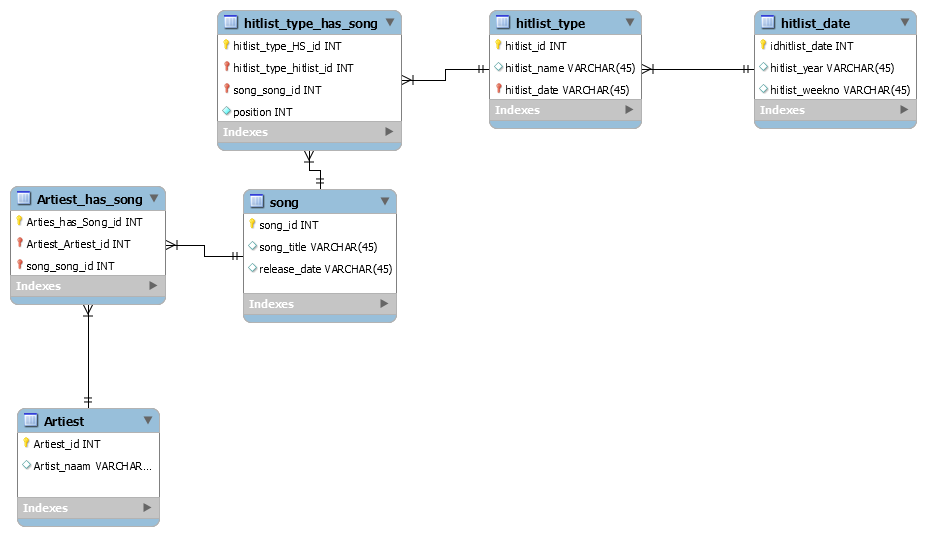 hitlist_type_has_song
hitlist_type_HS_id INT
hitlist_type_hitlist_id INT
song_song_id INT
position INT
Indexes
hitlist_type
hitlist_id INT
hitlist_name VARCHAR(45)
hitlist_date VARCHAR(45)
Indexes
hitlist_date
idhitlist_date INT
hitlist_year VARCHAR(45)
hitlist_weekno VARCHAR(45)
Indexes
Artiest_has_song
Arties_has_Song_id INT
Artiest_Artiest_id INT
song_song_id INT
Indexes
song
song_id INT
song_title VARCHAR(45)
release_date VARCHAR(45)
Indexes
Artiest
Artiest_id INT
Artist_naam VARCHAR...
Indexes